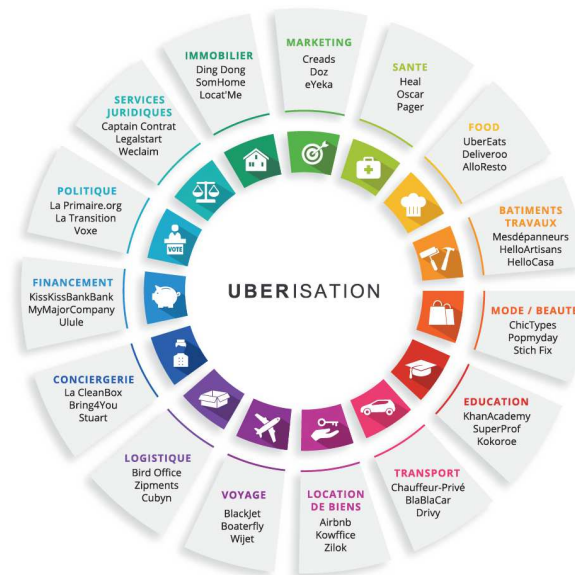 MARKETING
Creads
Doz
eYeka
SANTE
Heal
Oscar
Pager
FOOD
UberEats
Deliveroo
AlloResto
BATIMENTS
TRAVAUX
Mesdépanneurs
HelloArtisans
HelloCasa
MODE / BEAUTE
ChicTypes
Popmyday
Stich Fix
EDUCATION
KhanAcademy
SuperProf
Kokoroe
TRANSPORT
Chauffeur-Privé
BlaBlaCar
Drivy
LOCATION
DE BIENS
Airbnb
Kowffice
Zilok
VOYAGE
BlackJet
Boaterfly
Wijet
LOGISTIQUE
Bird Office
Zipments
Cubyn
CONCIERGERIE
La CleanBox
Bring4You
Stuart
FINANCEMENT
KissKissBankBank
MyMajorCompany
Ulule
POLITIQUE
La Primaire.org
La Transition
Voxe
SERVICES
JURIDIQUES
Captain Contrat
Legalstart
Weclaim
IMMOBILIER
Ding Dong
SomHome
Locat'Me
VOTE
UBERISATION